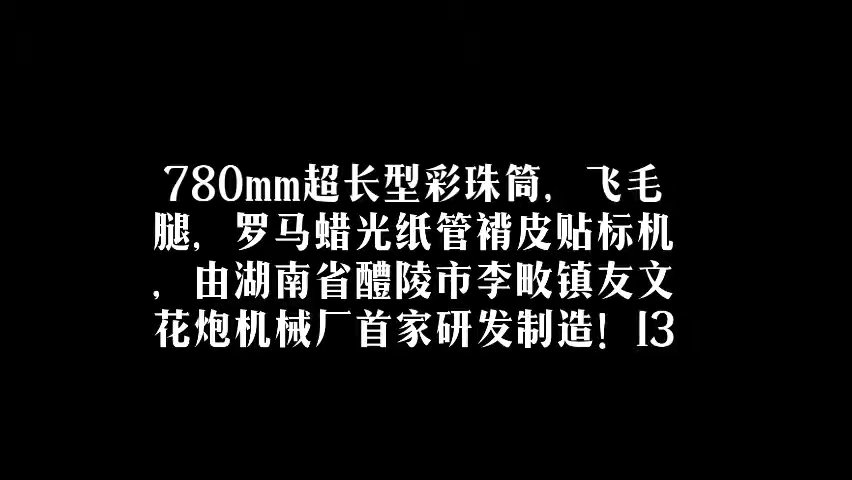 780mm超长型彩珠筒，飞毛
腿，罗马蜡光纸管褙皮贴标机
，由湖南省醴陵市李畋镇友文
花炮机械厂首家研发制造！13